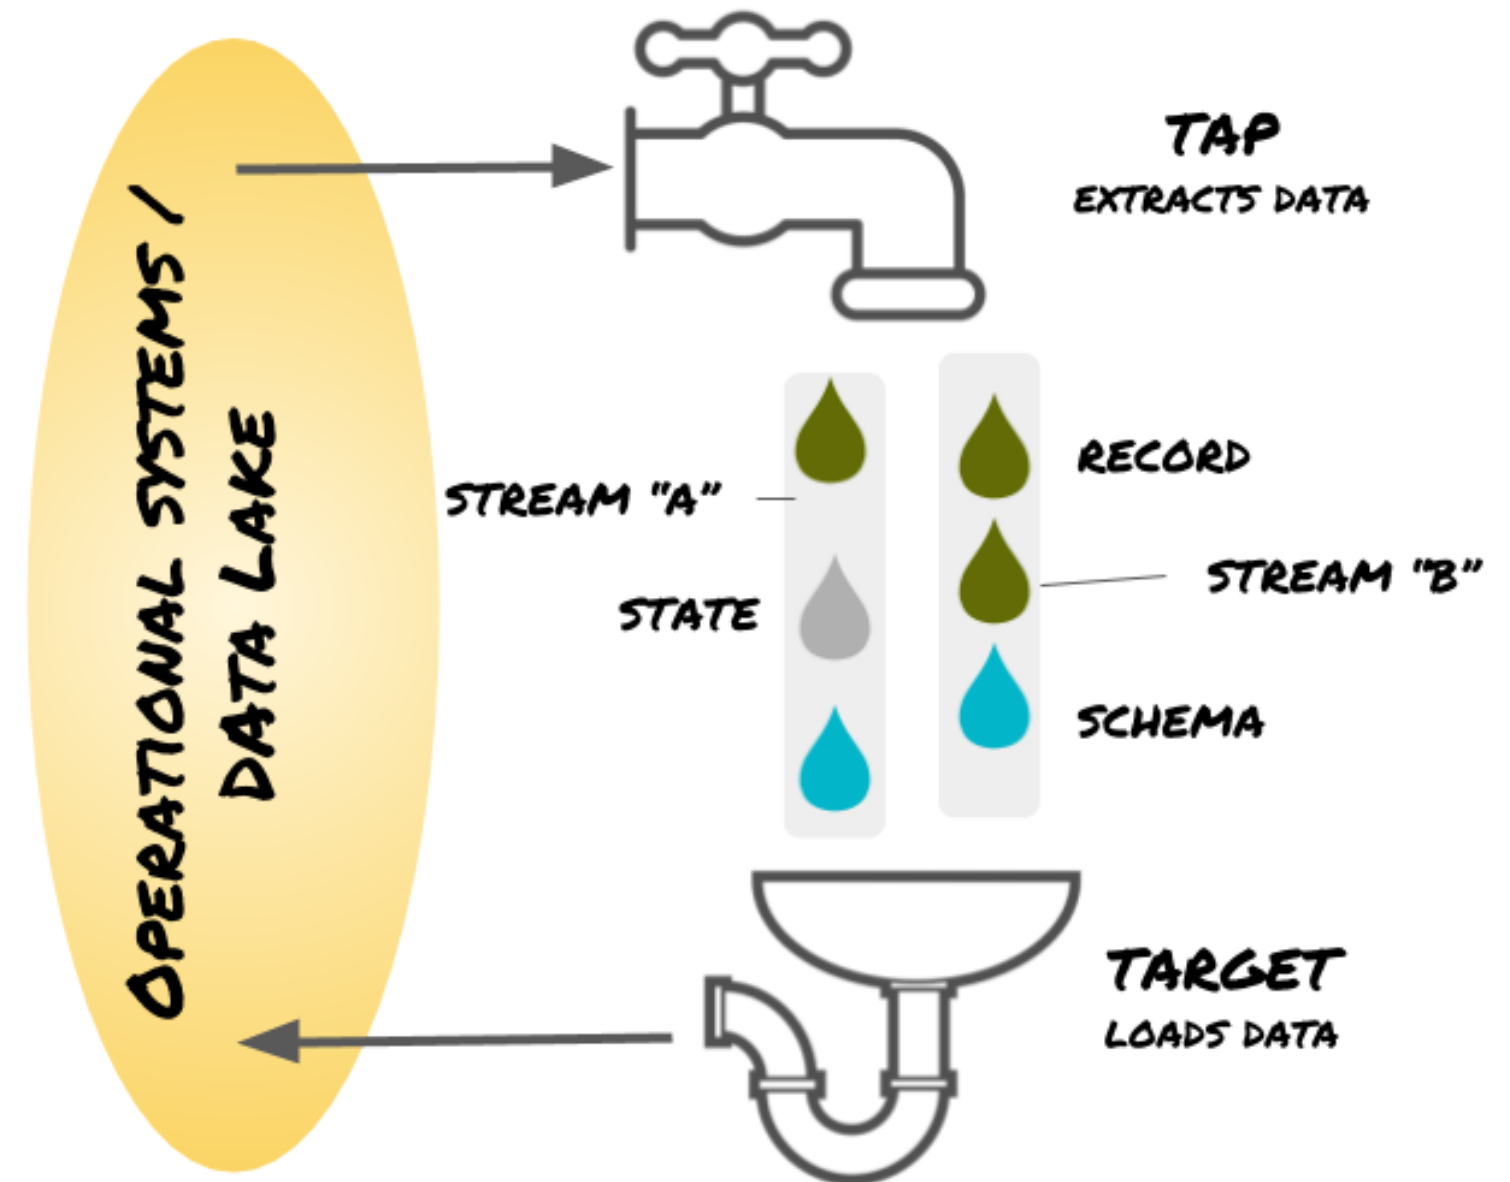 OPERATIONAL SYSTEMS /
DATA LAKE
TAP
EXTRACTS DATA
STREAM "A"
RECORD
STREAM "B"
STATE
SCHEMA
TARGET
LOADS DATA